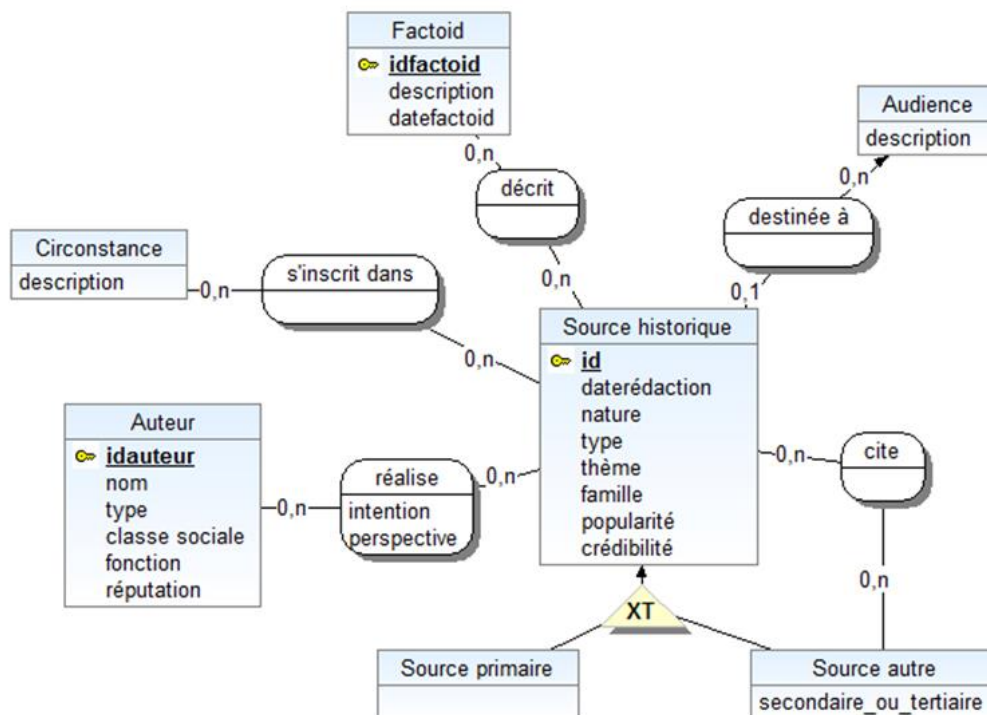 Factoid
idfactoid
description
datefactoid
0,n
décrit
0,n
Audience
description
0,n
destinée à
0,1
Circonstance
description
0,n
s'inscrit dans
0,n
Source historique
id
daterédaction
nature
type
thème
famille
popularité
crédibilité
Auteur
idauteur
nom
type
classe sociale
fonction
réputation
0,n
réalise
intention
perspective
0,n
0,n
cite
0,n
XT
Source primaire
Source autre
secondaire_ou_tertiaire